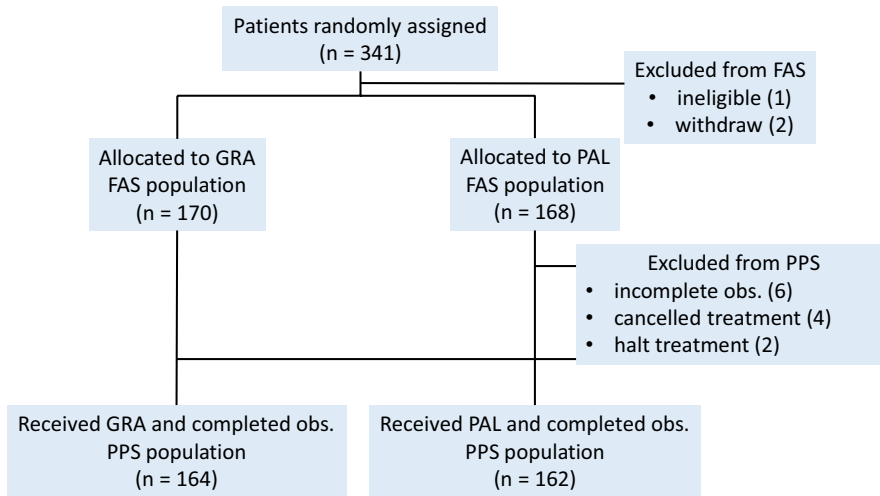 Patients randomly assigned
(n = 341)
Excluded from FAS
• ineligible (1)
• withdraw (2)
Allocated to GRA
FAS population
(n = 170)
Allocated to PAL
FAS population
(n = 168)
Excluded from PPS
• incomplete obs. (6)
• cancelled treatment (4)
• halt treatment (2)
Received GRA and completed obs.
PPS population
(n = 164)
Received PAL and completed obs.
PPS population
(n = 162)